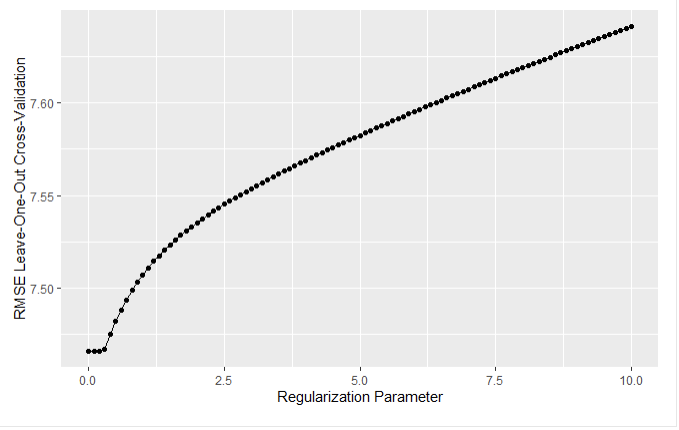 RMSE Leave-One-Out Cross-Validation
7.60
7.55
7.50
0.0 2.5 5.0 7.5 10.0
Regularization Parameter